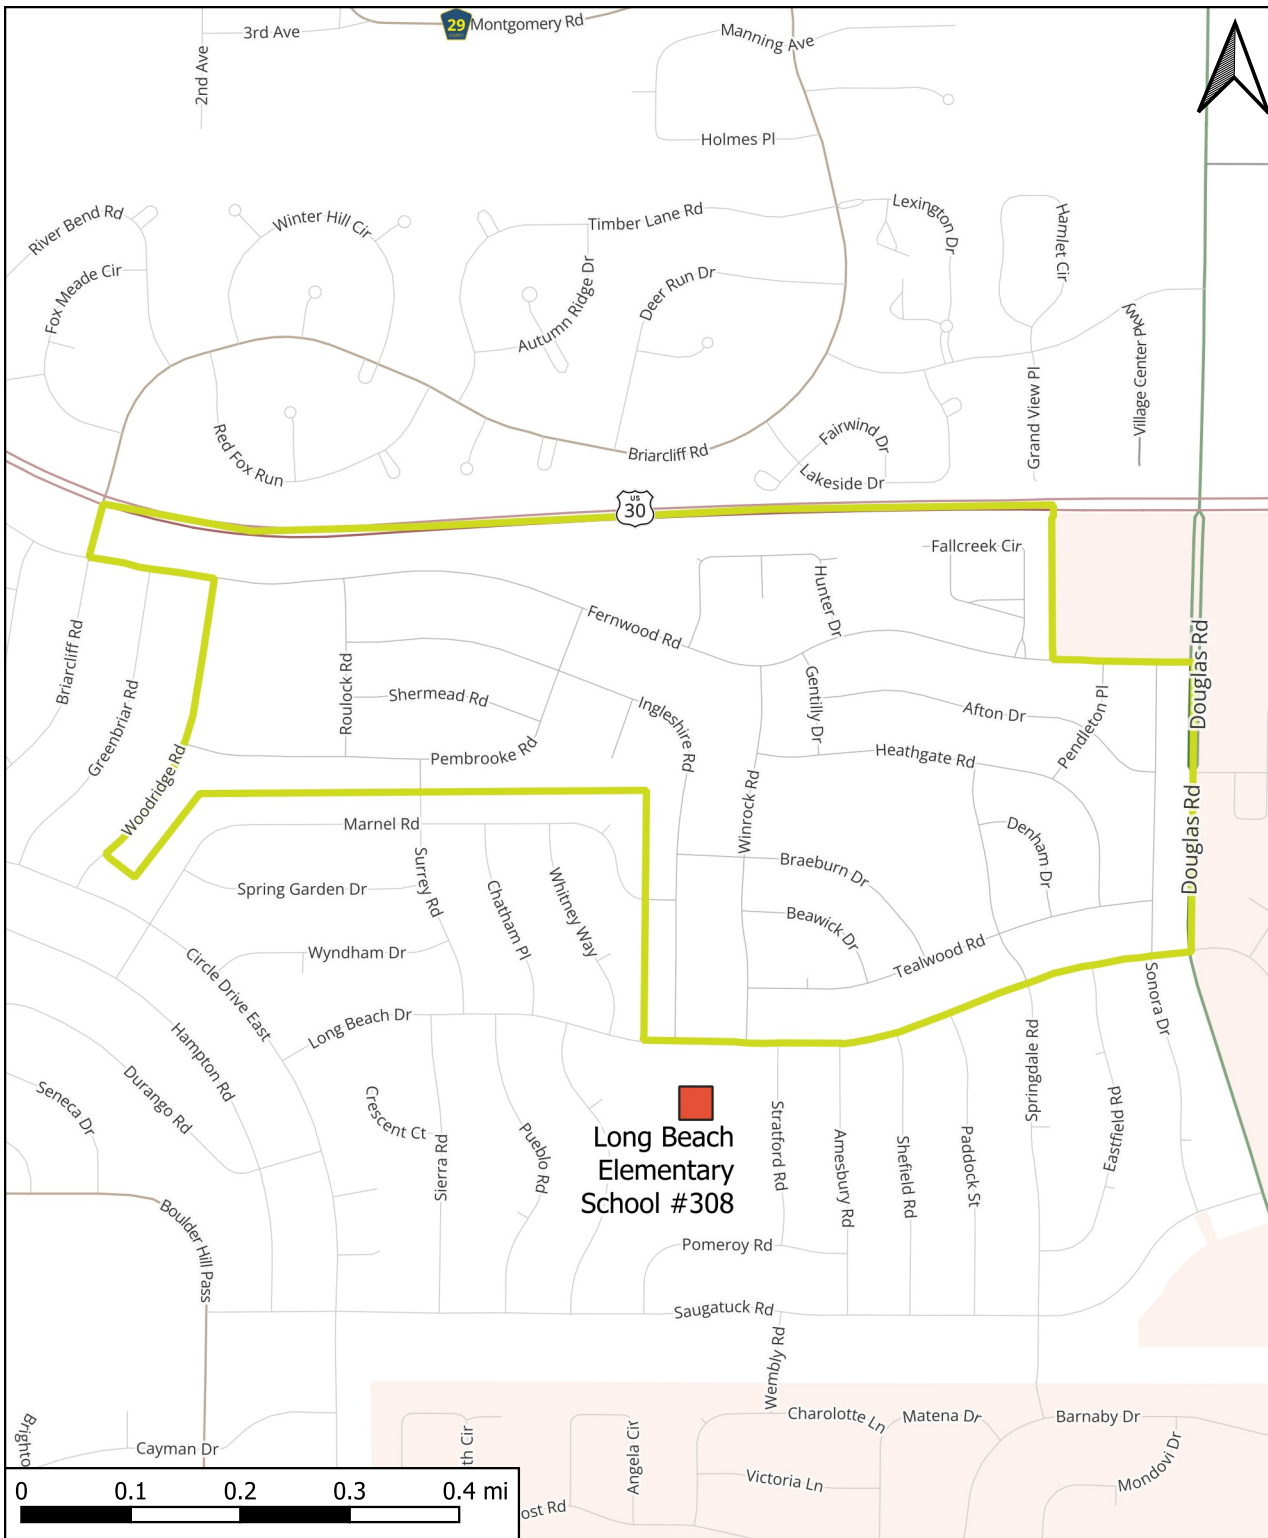 29
Montgomery Rd
3rd Ave
2nd Ave
Manning Ave
Holmes Pl
River Bend Rd
Winter Hill Cir
Timber Lane Rd
Lexington Dr
Hamlet Cir
Fox Meade Cir
Autumn Ridge Dr
Deer Run Dr
Village Center Pkwy
Grand View Pl
Red Fox Run
Briarcliff Rd
Fairwind Dr
Lakeside Dr
US
30
Fallcreek Cir
Hunter Dr
Fernwood Rd
Briarcliff Rd
Greenbriar Rd
Roulock Rd
Shermead Rd
Ingleshire Rd
Gentilly Dr
Afton Dr
Pendleton Pl
Douglas Rd
Pembrooke Rd
Heathgate Rd
Woodridge Rd
Winrock Rd
Douglas Rd
Marnel Rd
Denham Dr
Surrey Rd
Braeburn Dr
Spring Garden Dr
Chatham Pl
Whitney Way
Beawick Dr
Tealwood Rd
Wyndham Dr
Circle Drive East
Sonora Dr
Long Beach Dr
Hampton Rd
Durango Rd
Seneca Dr
Crescent Ct
Sierra Rd
Pueblo Rd
Long Beach
Elementary
School #308
Stratford Rd
Amesbury Rd
Shefield Rd
Paddock St
Springdale Rd
Eastfield Rd
Boulder Hill Pass
Pomeroy Rd
Saugatuck Rd
Wembly Rd
Charolotte Ln
Matena Dr
Barnaby Dr
Mondovi Dr
Brighto
Cayman Dr
th Cir
Angela Cir
Victoria Ln
ost Rd
0 0.1 0.2 0.3 0.4 mi